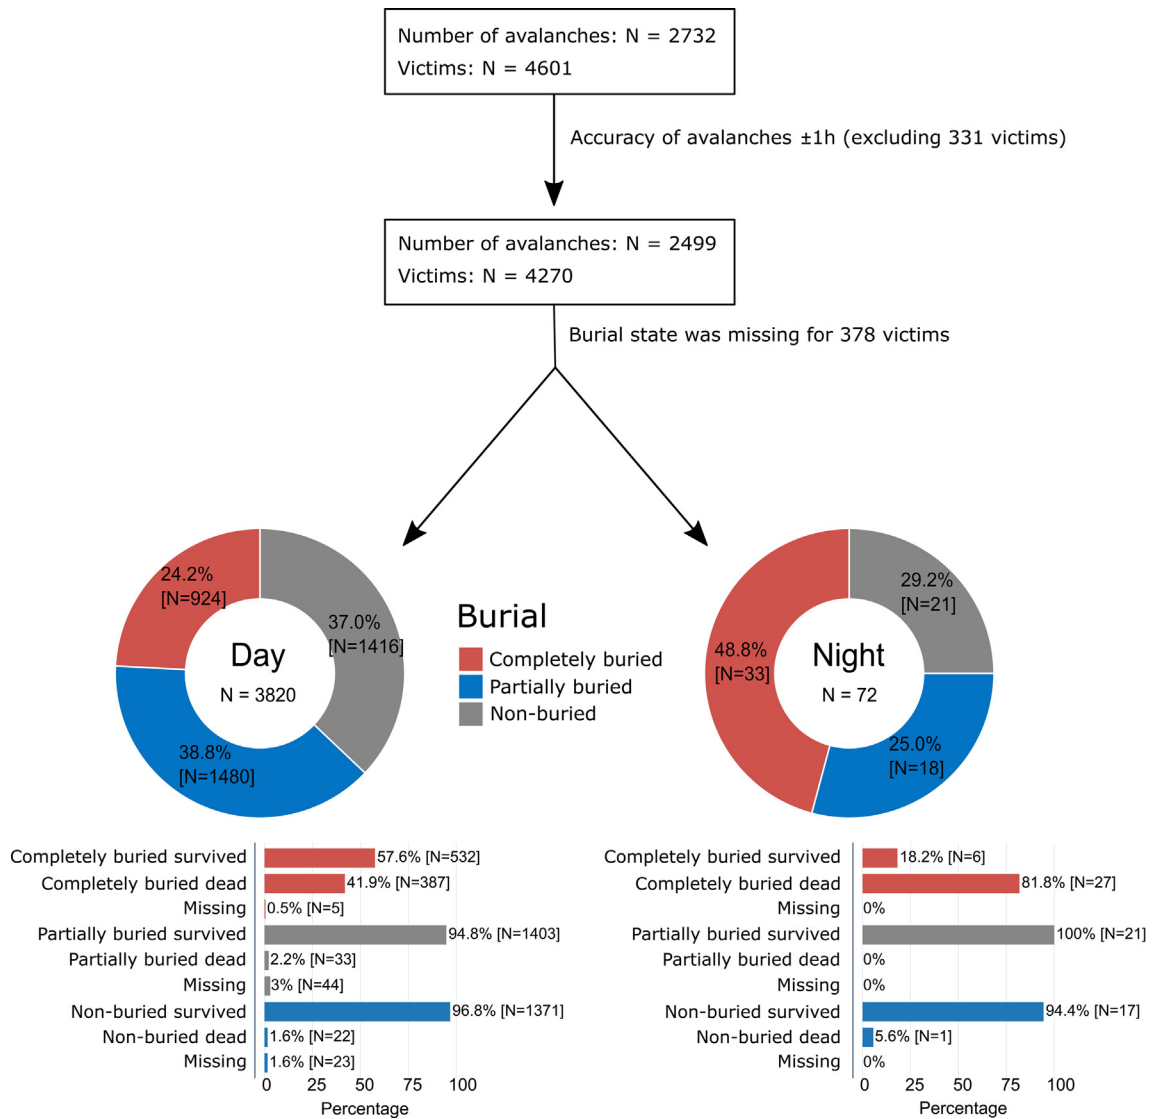 Number of avalanches: N = 2732
Victims: N = 4601
Accuracy of avalanches ±1h (excluding 331 victims)
Number of avalanches: N = 2499
Victims: N = 4270
Burial state was missing for 378 victims
24.2%
[N=924]
37.0%
[N=1416]
Day
N = 3820
38.8%
[N=1480]
Burial
Completely buried
Partially buried
Non-buried
29.2%
[N=21]
48.8%
[N=33]
Night
N = 72
25.0%
[N=18]
Completely buried survived 57.6% [N=532]
Completely buried dead 41.9% [N=387]
Missing 0.5% [N=5]
Partially buried survived 94.8% [N=1403]
Partially buried dead 2.2% [N=33]
Missing 3% [N=44]
Non-buried survived 96.8% [N=1371]
Non-buried dead 1.6% [N=22]
Missing 1.6% [N=23]
0 25 50 75 100
Percentage
Completely buried survived 18.2% [N=6]
Completely buried dead 81.8% [N=27]
Missing 0%
Partially buried survived 100% [N=21]
Partially buried dead 0%
Missing 0%
Non-buried survived 94.4% [N=17]
Non-buried dead 5.6% [N=1]
Missing 0%
0 25 50 75 100
Percentage